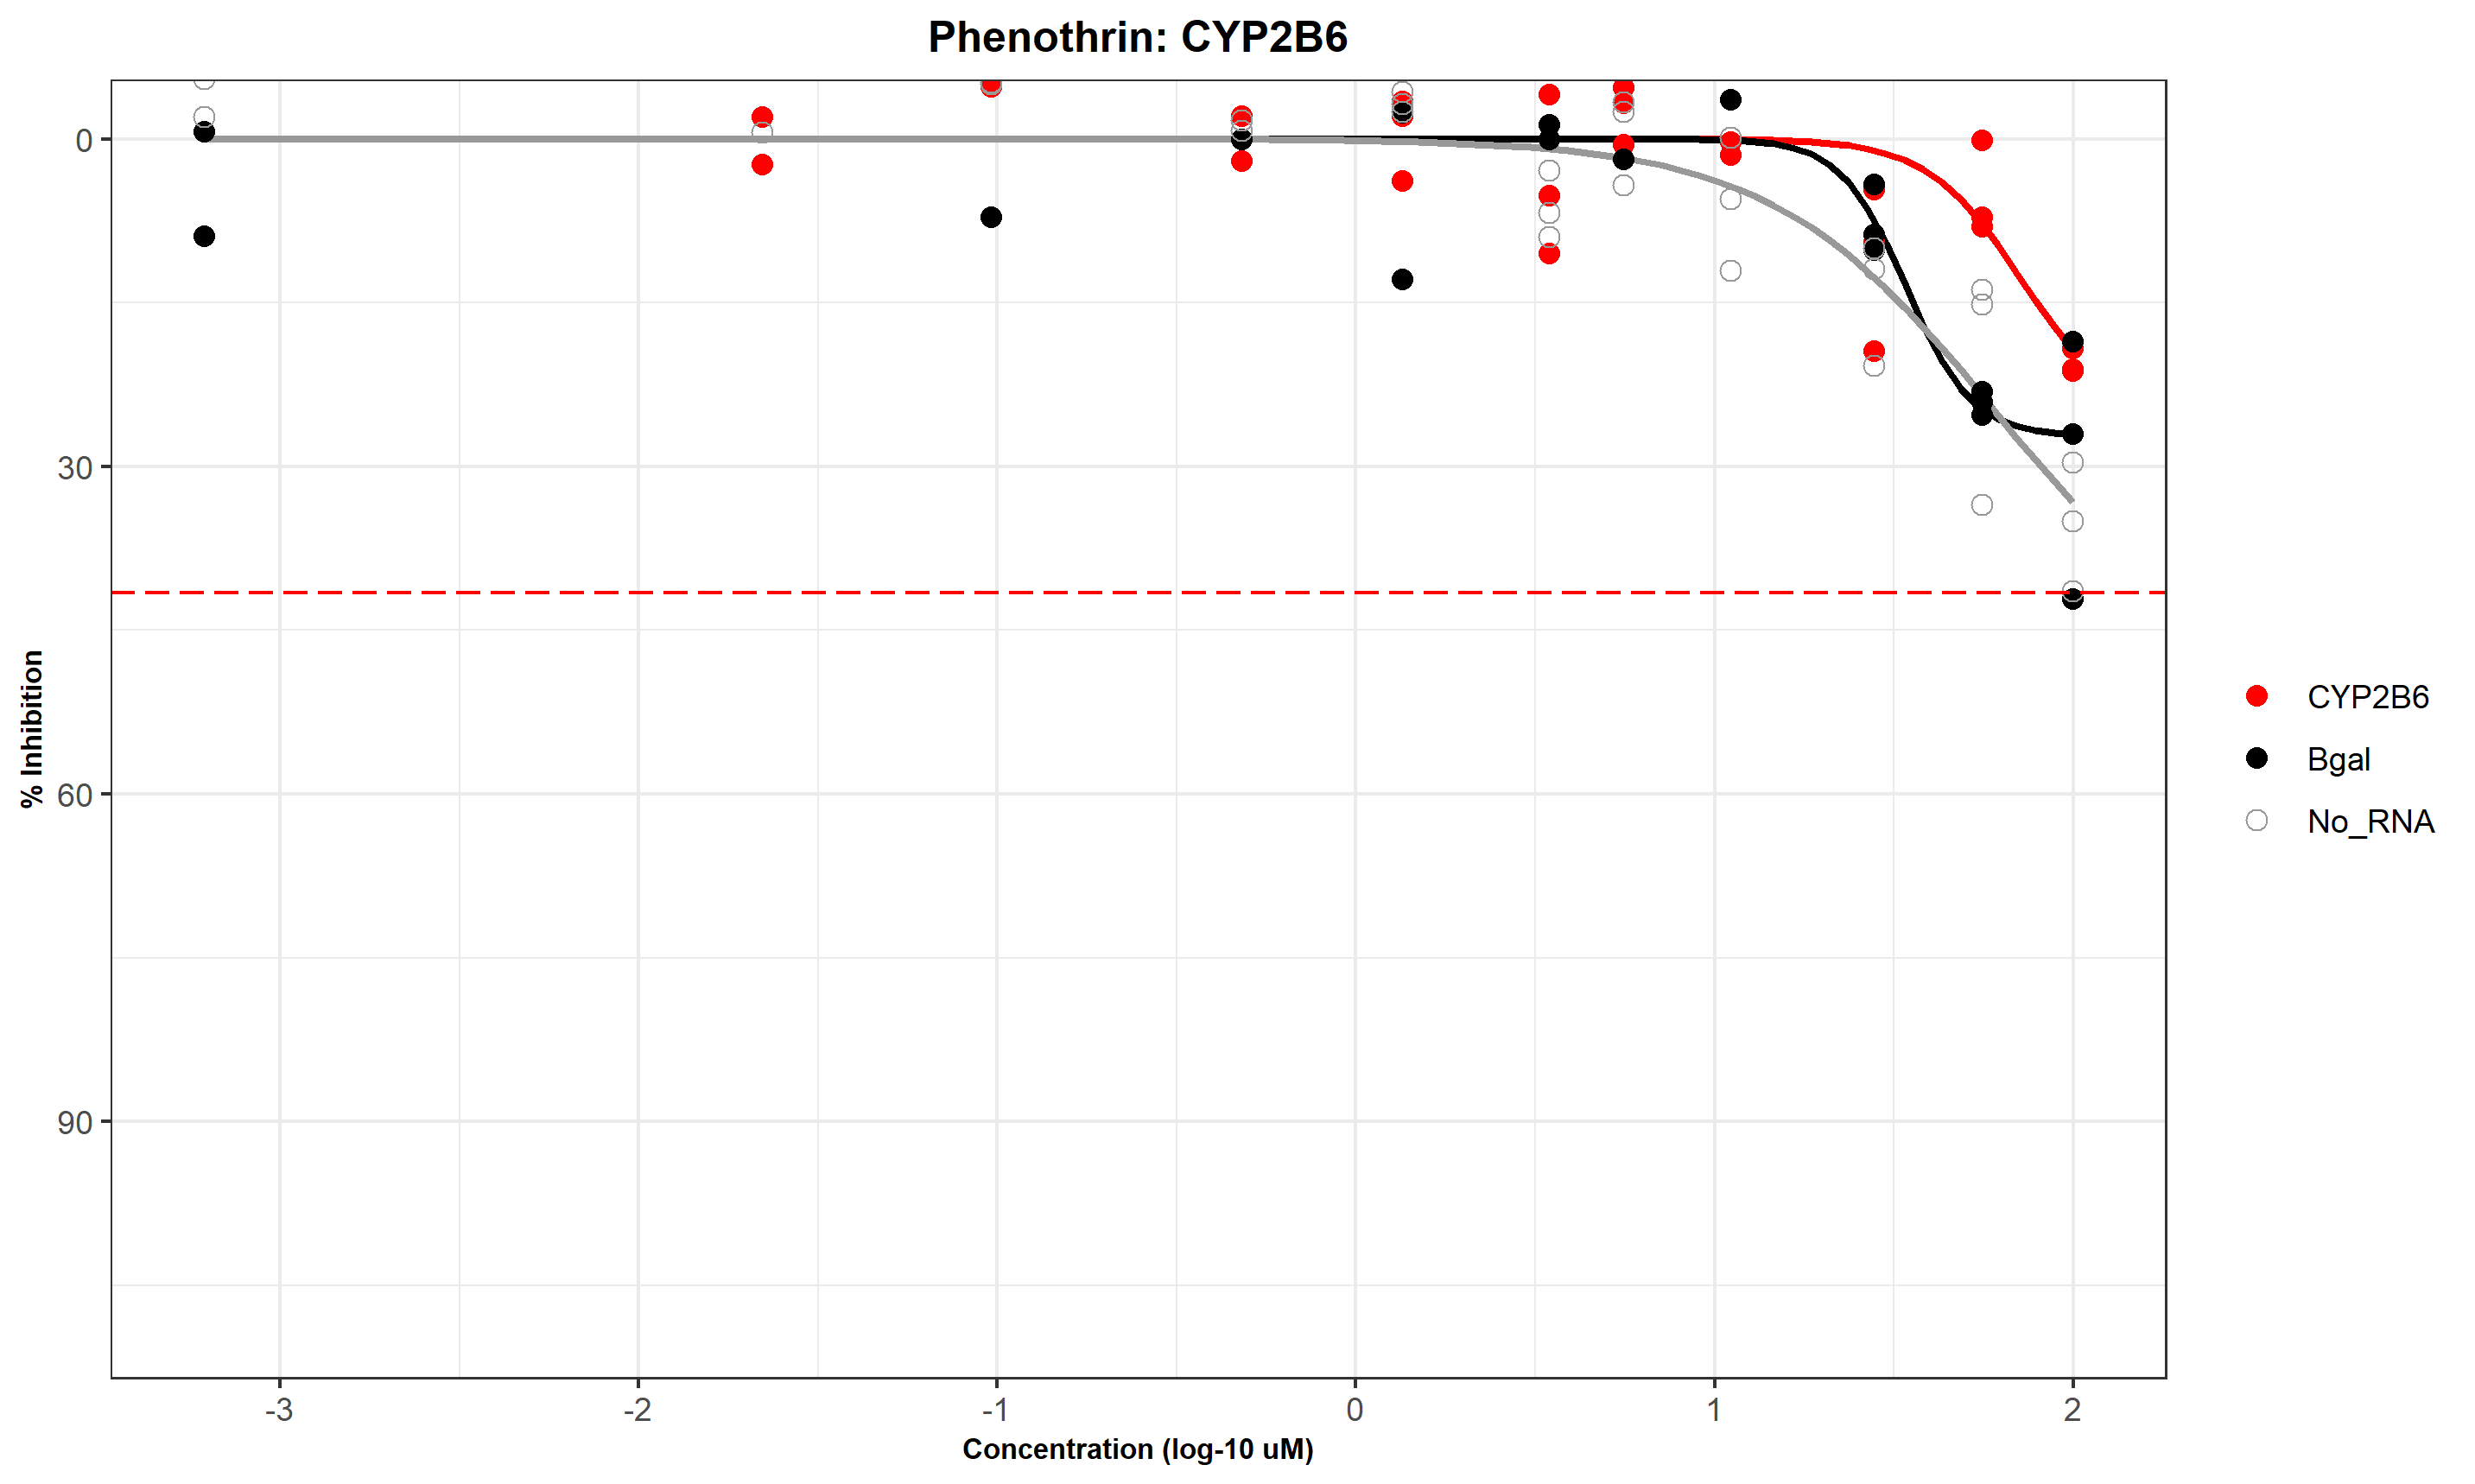 Phenothrin: CYP2B6
% Inhibition
0
30
60
90
-3
-2
-1
0
1
2
Concentration (log-10 uM)
CYP2B6
Bgal
No_RNA